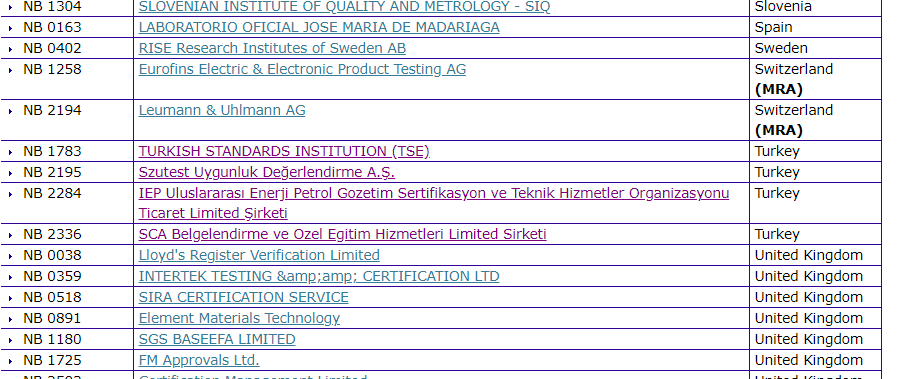 NB 1304 SLOVENIAN INSTITUTE OF QUALITY AND METROLOGY - SIQ Slovenia
NB 0163 LABORATORIO OFICIAL JOSE MARIA DE MADARIAGA Spain
NB 0402 RISE Research Institutes of Sweden AB Sweden
NB 1258 Eurofins Electric & Electronic Product Testing AG Switzerland
(MRA)
NB 2194 Leumann & Uhlmann AG Switzerland
(MRA)
NB 1783 TURKISH STANDARDS INSTITUTION (TSE) Turkey
NB 2195 Szutest Uygunluk Değerlendirme A.Ş. Turkey
NB 2284 IEP Uluslararası Enerji Petrol Gozetim Sertifikasyon ve Teknik Hizmetler Organizasyonu Turkey
Ticaret Limited Şirketi
NB 2336 SCA Belgelendirme ve Ozel Egitim Hizmetleri Limited Sirketi Turkey
NB 0038 Lloyd's Register Verification Limited United Kingdom
NB 0359 INTERTEK TESTING &amp;amp; CERTIFICATION LTD United Kingdom
NB 0518 SIRA CERTIFICATION SERVICE United Kingdom
NB 0891 Element Materials Technology United Kingdom
NB 1180 SGS BASEEFA LIMITED United Kingdom
NB 1725 FM Approvals Ltd. United Kingdom
Certification Management Limited